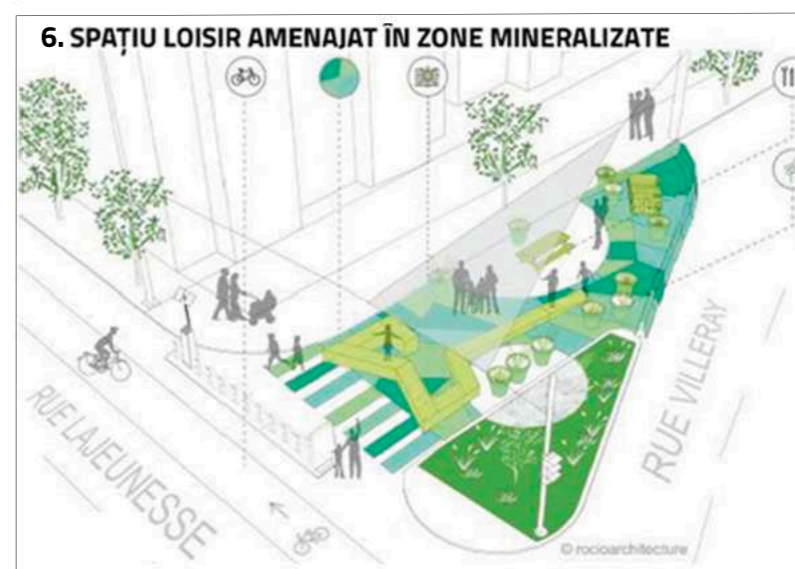 6. SPAȚIU LOISIR AMENAJAT ÎN ZONE MINERALIZATE
RUE LAJEUNESSE
RUE VILLERAY
© rocioarchitecture